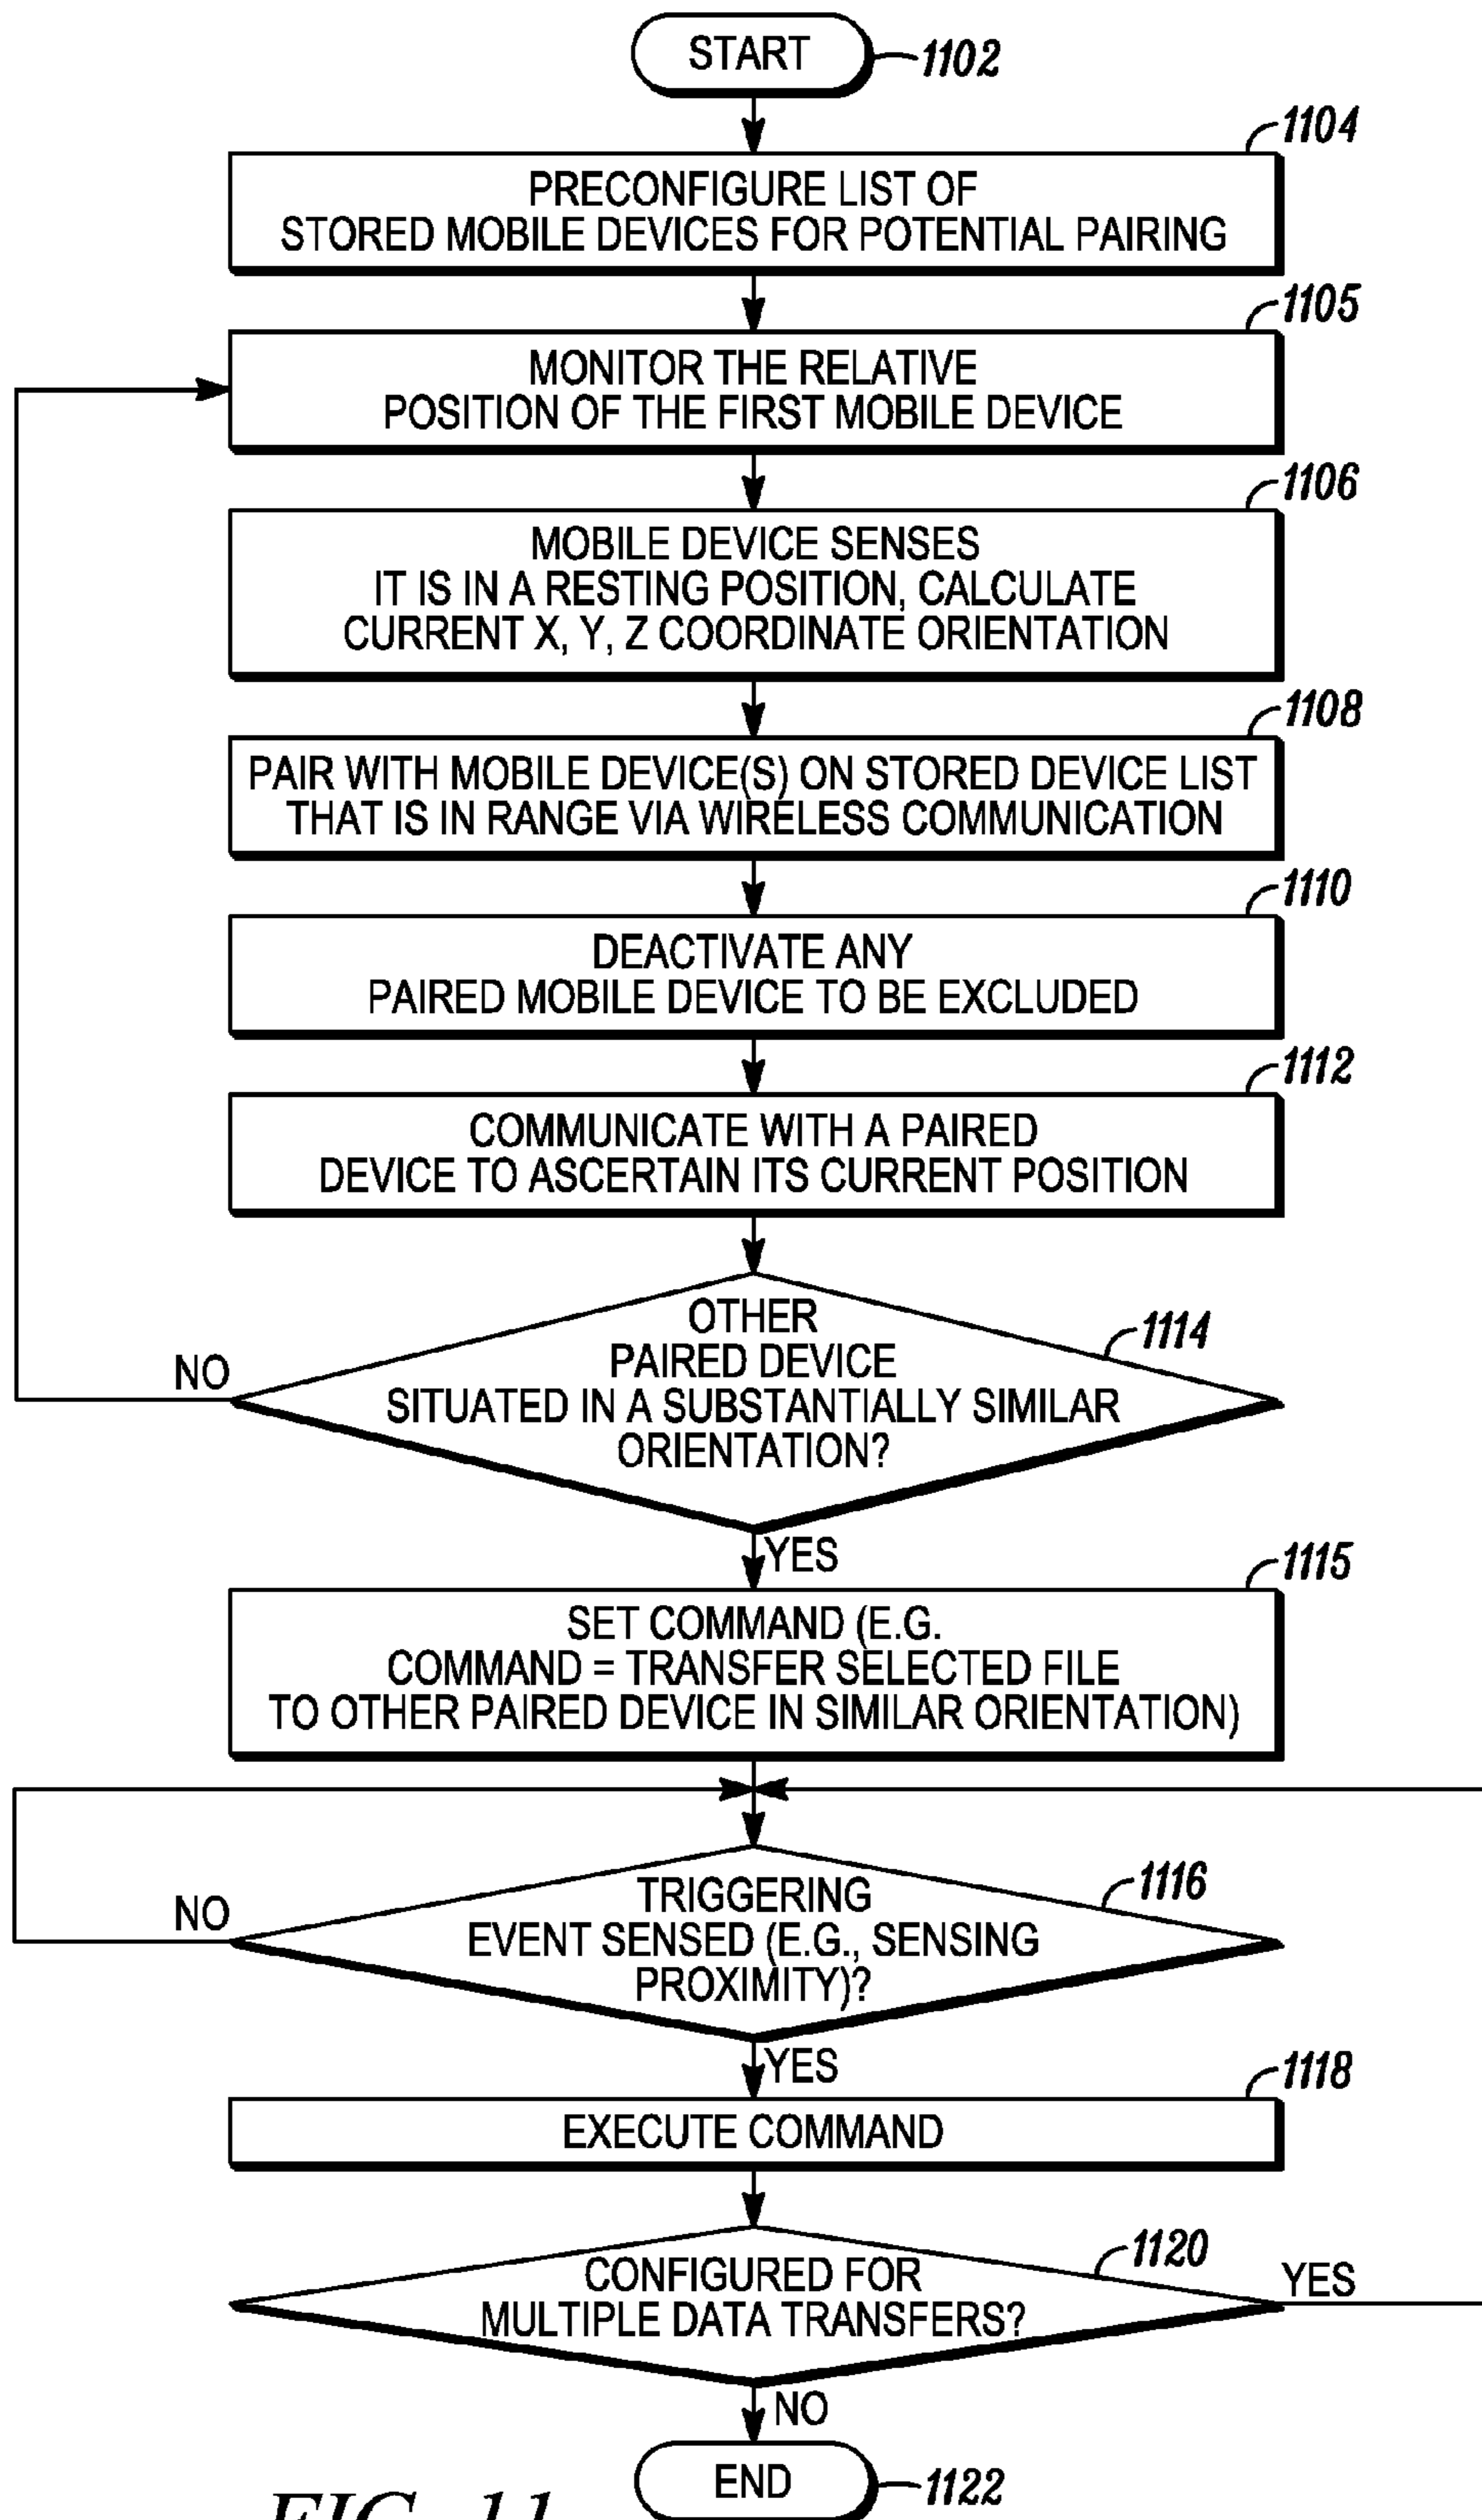 START
1102
1104
PRECONFIGURE LIST OF
STORED MOBILE DEVICES FOR POTENTIAL PAIRING
1105
MONITOR THE RELATIVE
POSITION OF THE FIRST MOBILE DEVICE
1106
MOBILE DEVICE SENSES
IT IS IN A RESTING POSITION, CALCULATE
CURRENT X, Y, Z COORDINATE ORIENTATION
1108
PAIR WITH MOBILE DEVICE(S) ON STORED DEVICE LIST
THAT IS IN RANGE VIA WIRELESS COMMUNICATION
1110
DEACTIVATE ANY
PAIRED MOBILE DEVICE TO BE EXCLUDED
1112
COMMUNICATE WITH A PAIRED
DEVICE TO ASCERTAIN ITS CURRENT POSITION
1114
OTHER
PAIRED DEVICE
SITUATED IN A SUBSTANTIALLY SIMILAR
ORIENTATION?
NO
YES
1115
SET COMMAND (E.G.
COMMAND = TRANSFER SELECTED FILE
TO OTHER PAIRED DEVICE IN SIMILAR ORIENTATION)
1116
TRIGGERING
EVENT SENSED (E.G., SENSING
PROXIMITY)?
NO
YES
1118
EXECUTE COMMAND
1120
CONFIGURED FOR
MULTIPLE DATA TRANSFERS?
YES
NO
END
1122
FIG. 11